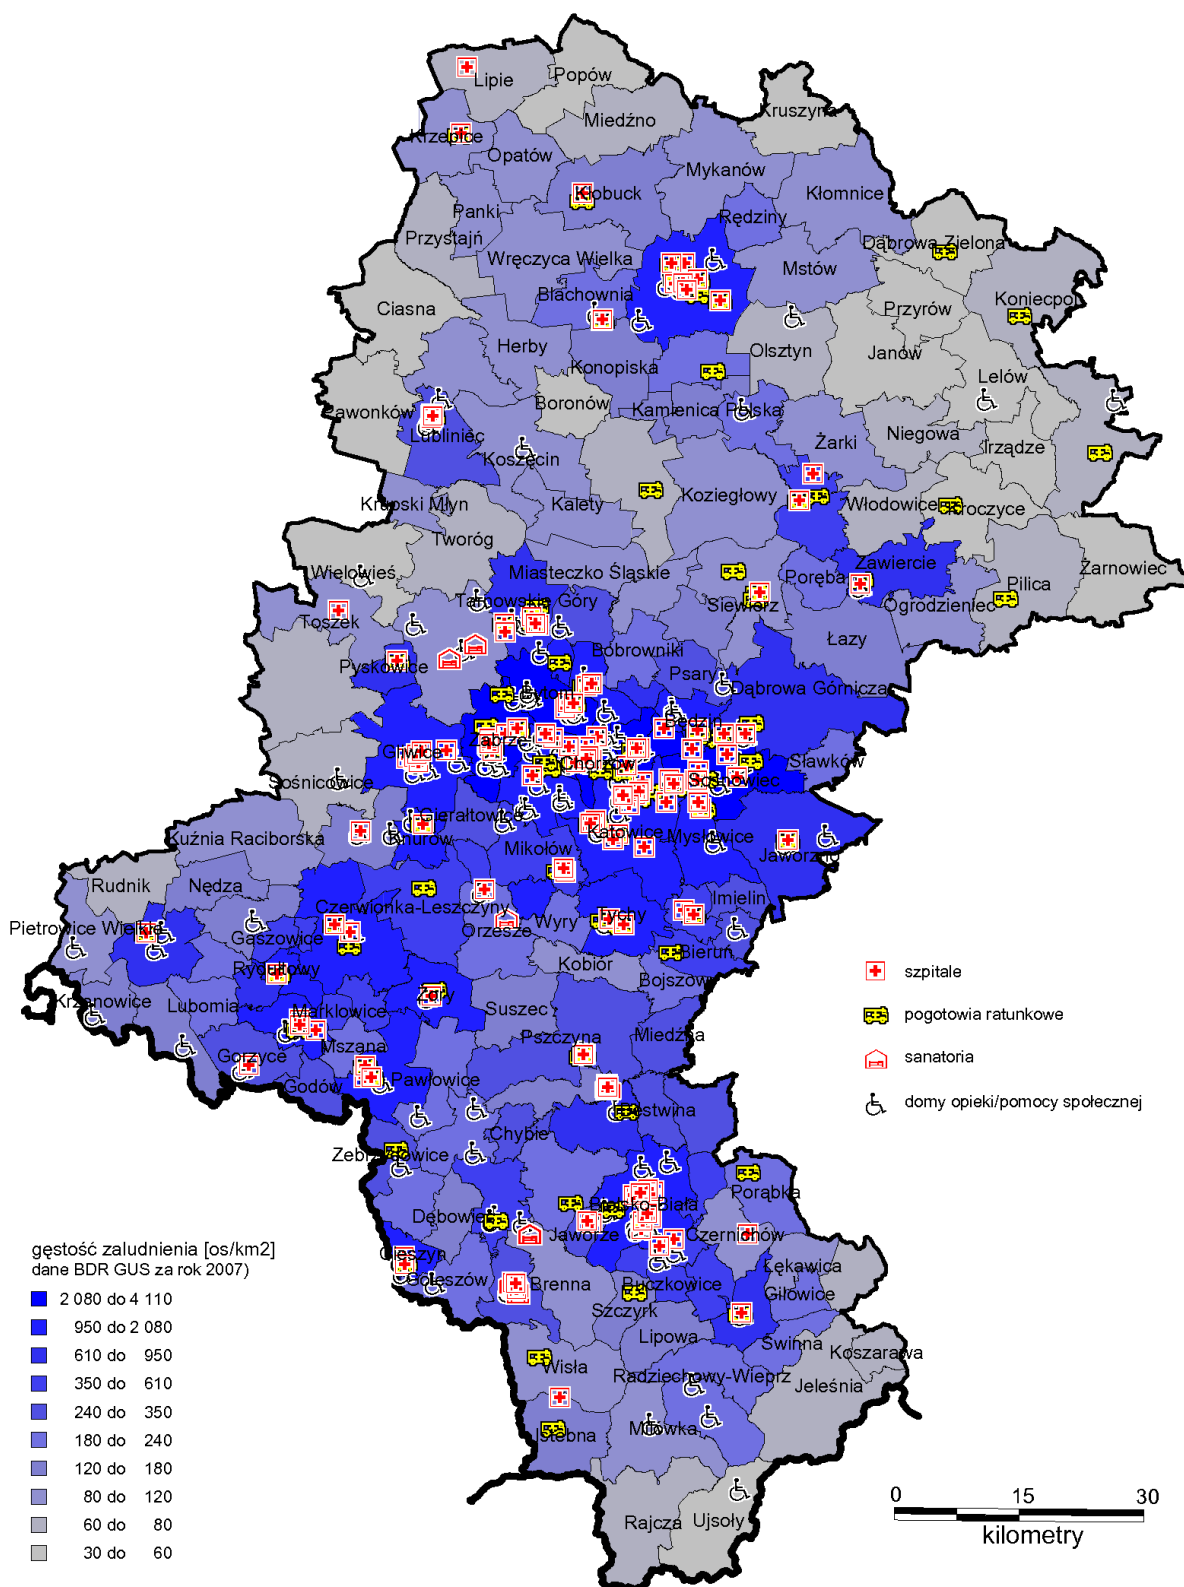 Lipie
Popów
Kruszyna
Miedźno
Krzepice
Opatów
Mykanów
Kłobuck
Kłomnice
Panki
Rędziny
Przystajń
Dąbrowa Zielona
Wręczyca Wielka
Mstów
Blachownia
Koniecpol
Ciasna
Przyrów
Herby
Olsztyn
Janów
Konopiska
Lelów
Boronów
Pawonków
Kamienica Polska
Lubliniec
Żarki
Niegowa
Irządze
Koszęcin
Koziegłowy
Krupski Młyn
Kalety
Włodowice
Kroczyce
Tworóg
Zawiercie
Wielowieś
Miasteczko Śląskie
Poręba
Pilica
Żarnowiec
Tarnowskie Góry
Siewierz
Ogrodzieniec
Toszek
Łazy
Bobrowniki
Pyskowice
Psary
Dąbrowa Górnicza
Bytom
Będzin
Zabrze
Gliwice
Chorzów
Sławków
Sośnicowice
Sosnowiec
Gierałtowice
Kuźnia Raciborska
Knurów
Katowice
Mysłowice
Mikołów
Jaworzno
Rudnik
Nędza
Imielin
Czerwionka-Leszczyny
Pietrowice Wielkie
Wyry
Tychy
Orzesze
Gaszowice
Bieruń
Kobiór
Rydułtowy
Bojszowy
Krzanowice
Lubomia
Żory
Marklowice
Suszec
Pszczyna
Miedźna
Mszana
Gorzyce
Godów
Pawłowice
Bestwina
Chybie
Zebrzydowice
Porąbka
Bielsko-Biała
Dębowiec
Jaworze
Czernichów
Cieszyn
Łękawica
Goleszów
Brenna
Buczkowice
Gilowice
Szczyrk
Lipowa
Świnna
Koszarawa
Wisła
Radziechowy-Wieprz
Jeleśnia
Milówka
Istebna
Rajcza
Ujsoły
szpitale
pogotowia ratunkowe
sanatoria
domy opieki/pomocy społecznej
gęstość zaludnienia [os/km2]
dane BDR GUS za rok 2007)
2 080 do 4 110
950 do 2 080
610 do 950
350 do 610
240 do 350
180 do 240
120 do 180
80 do 120
60 do 80
30 do 60
0 15 30
kilometry